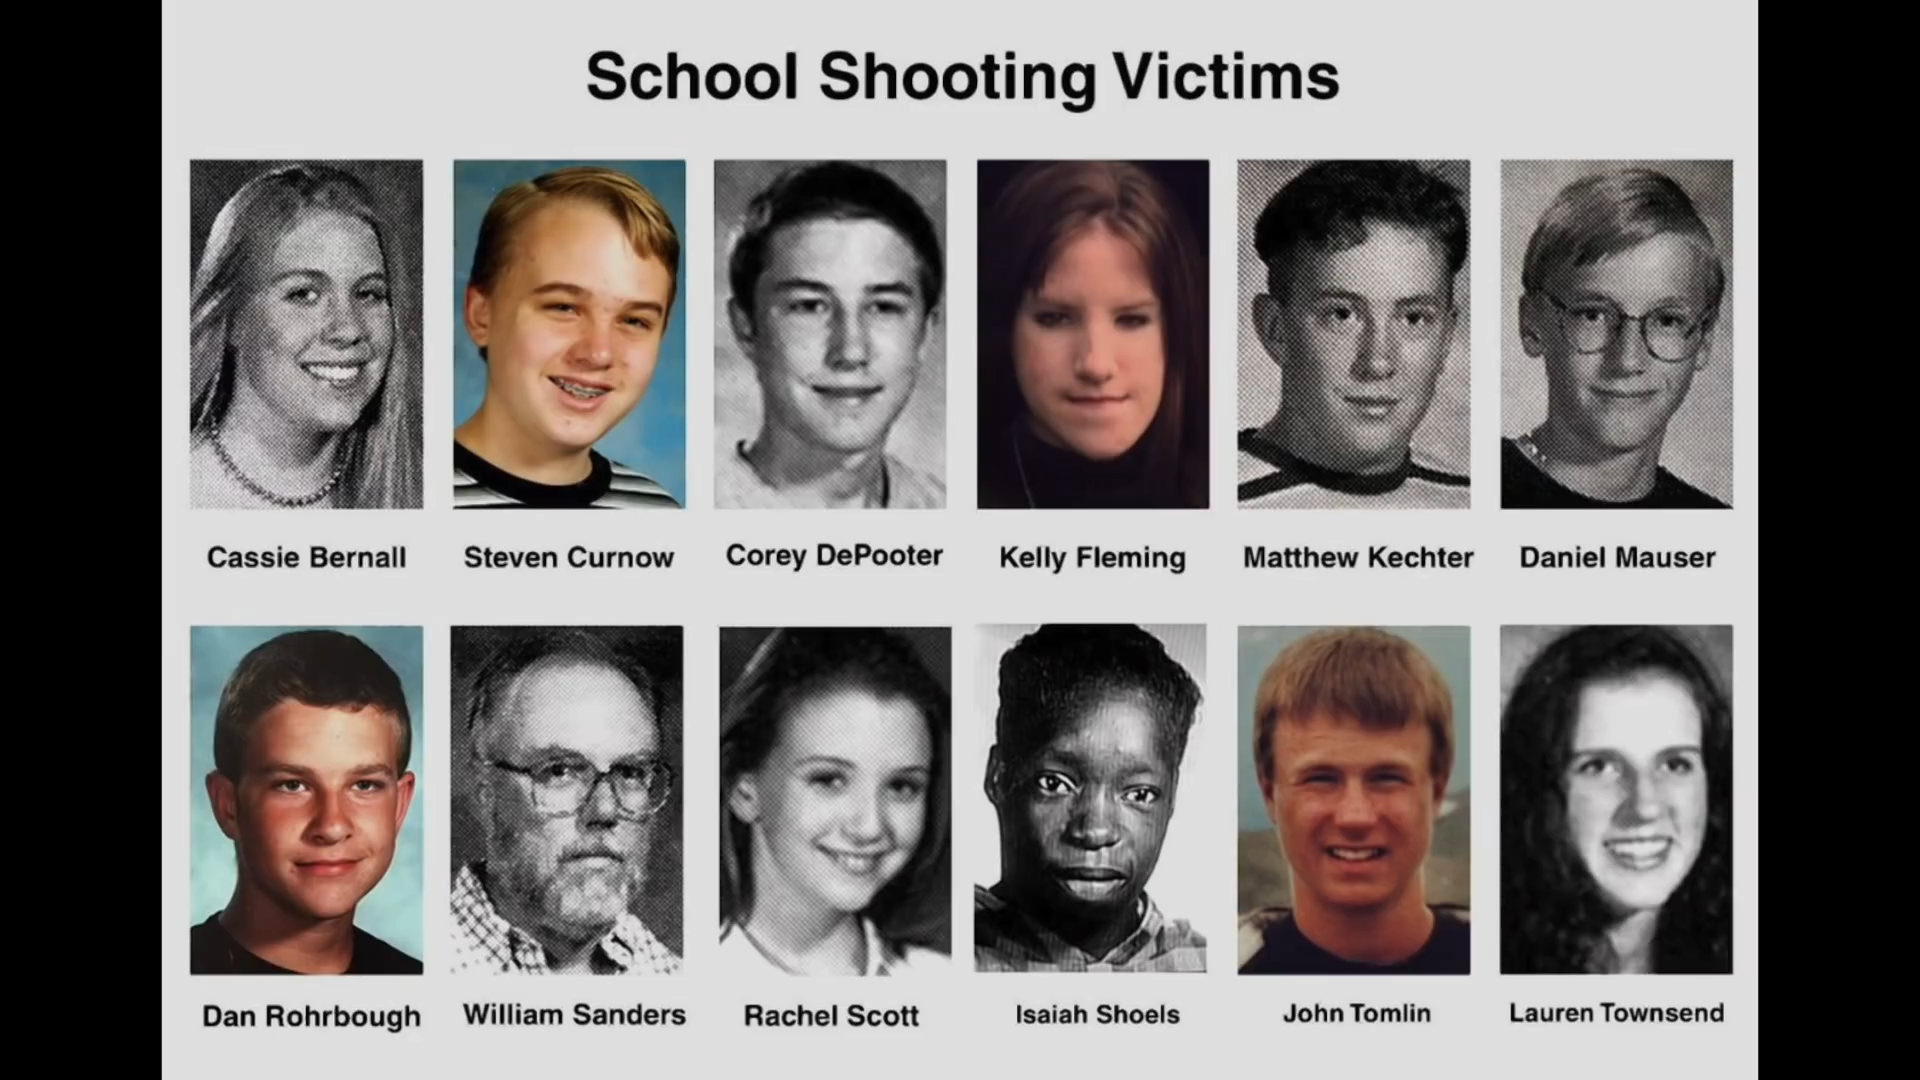 School Shooting Victims
Cassie Bernall
Steven Curnow
Corey DePooter
Kelly Fleming
Matthew Kechter
Daniel Mauser
Dan Rohrbough
William Sanders
Rachel Scott
Isaiah Shoels
John Tomlin
Lauren Townsend